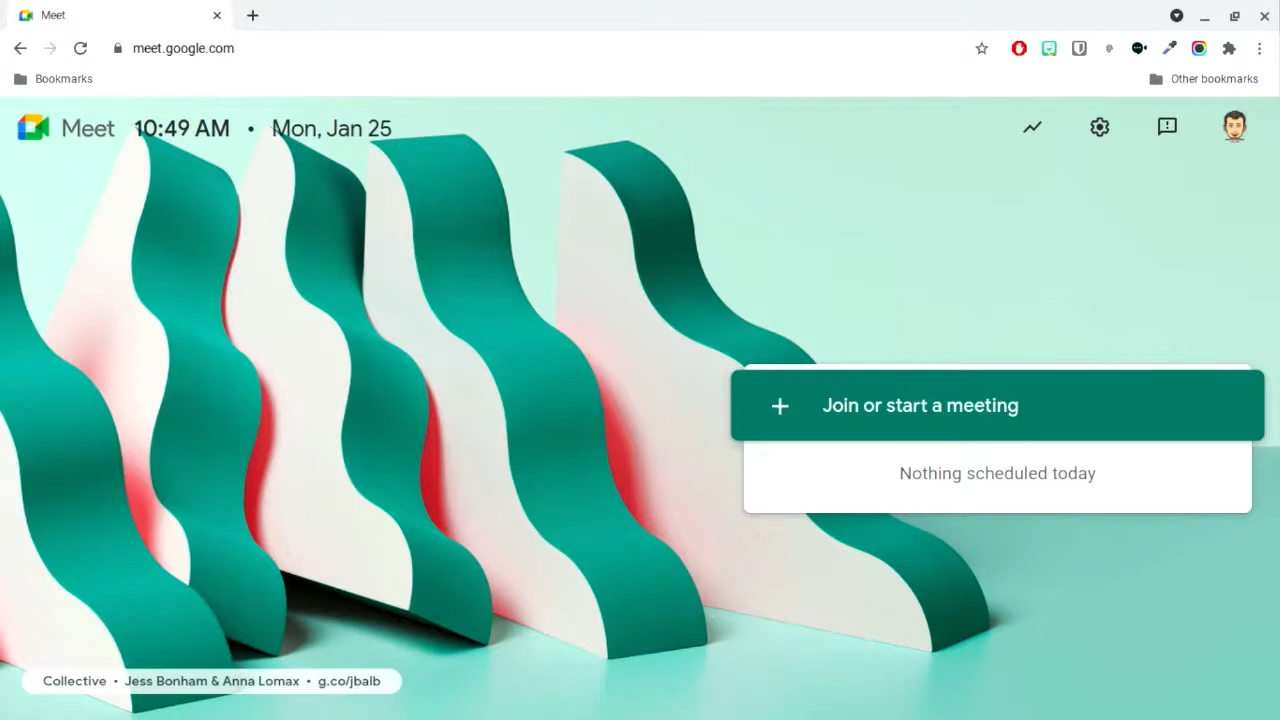 Meet
meet.google.com
Bookmarks
Other bookmarks
Meet 10:49 AM • Mon, Jan 25
Join or start a meeting
Nothing scheduled today
Collective • Jess Bonham & Anna Lomax • g.co/jbalb